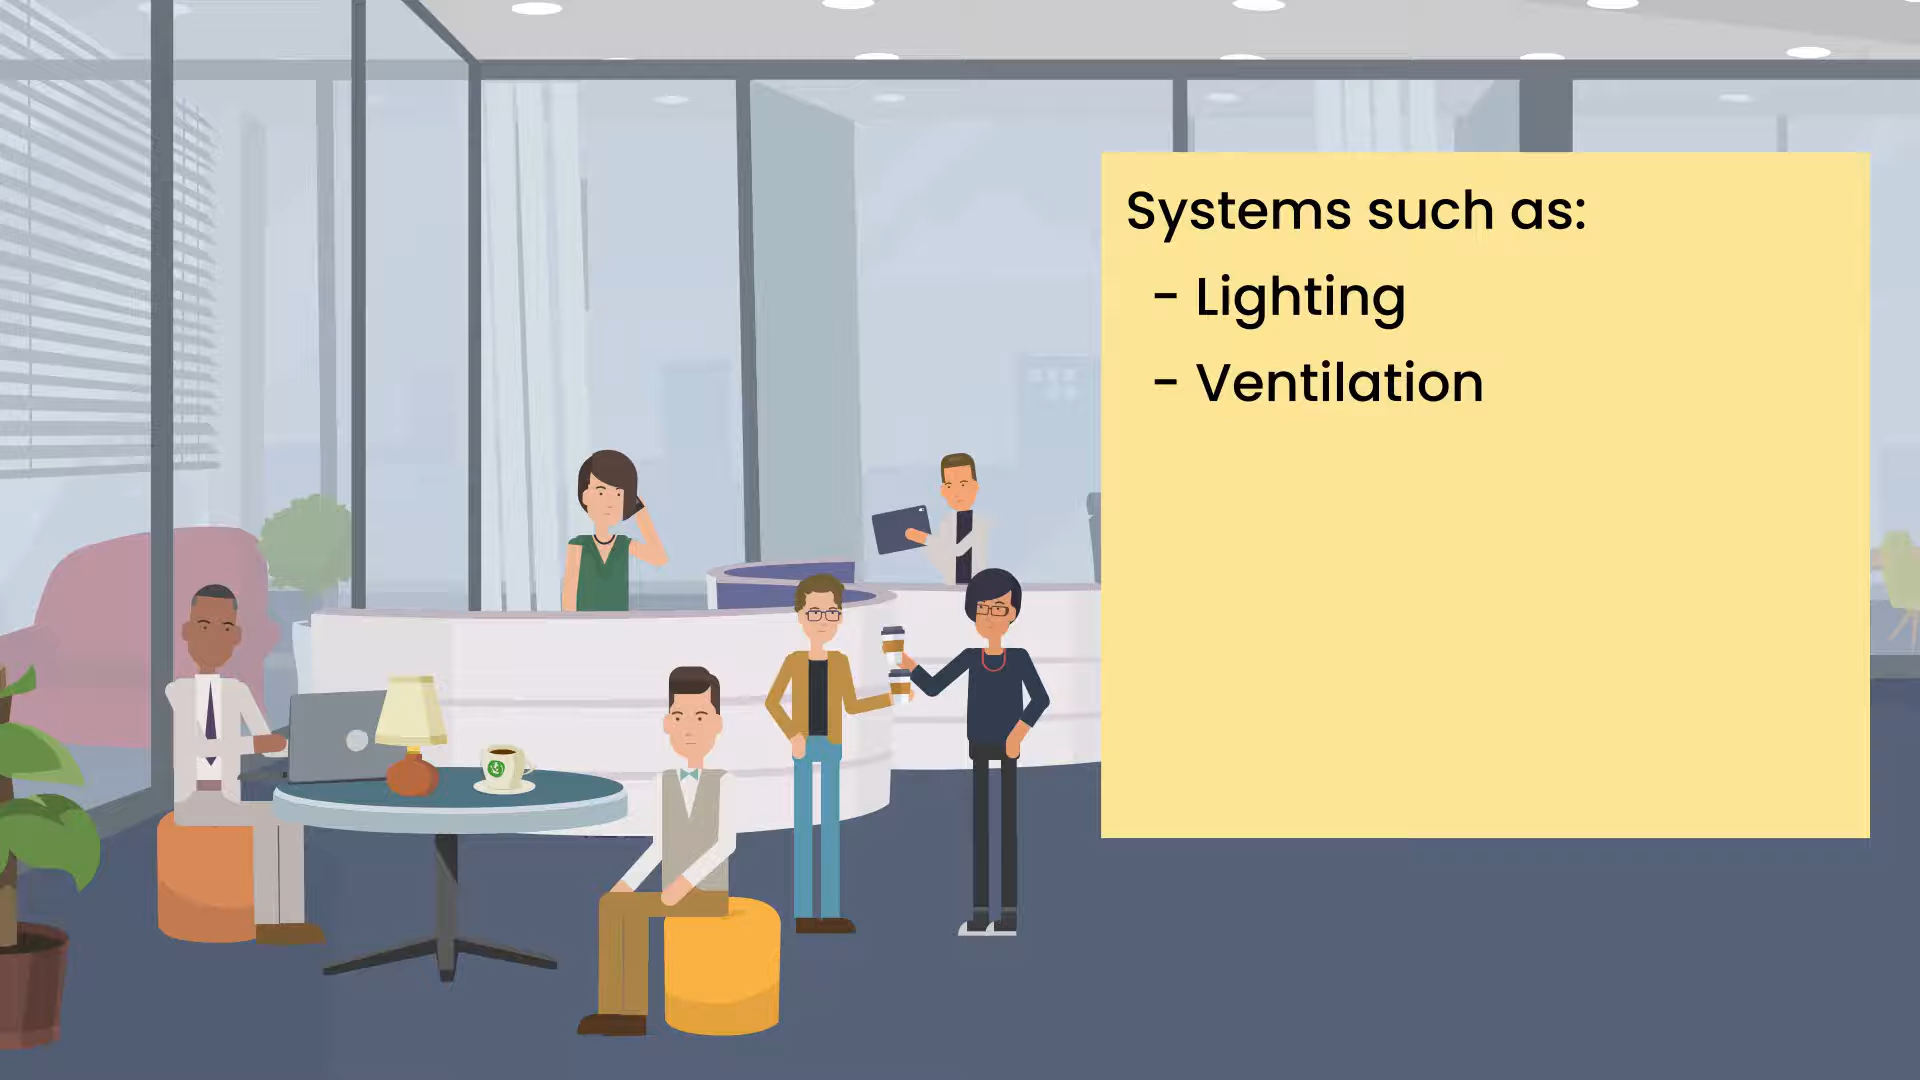 Systems such as:
- Lighting
- Ventilation